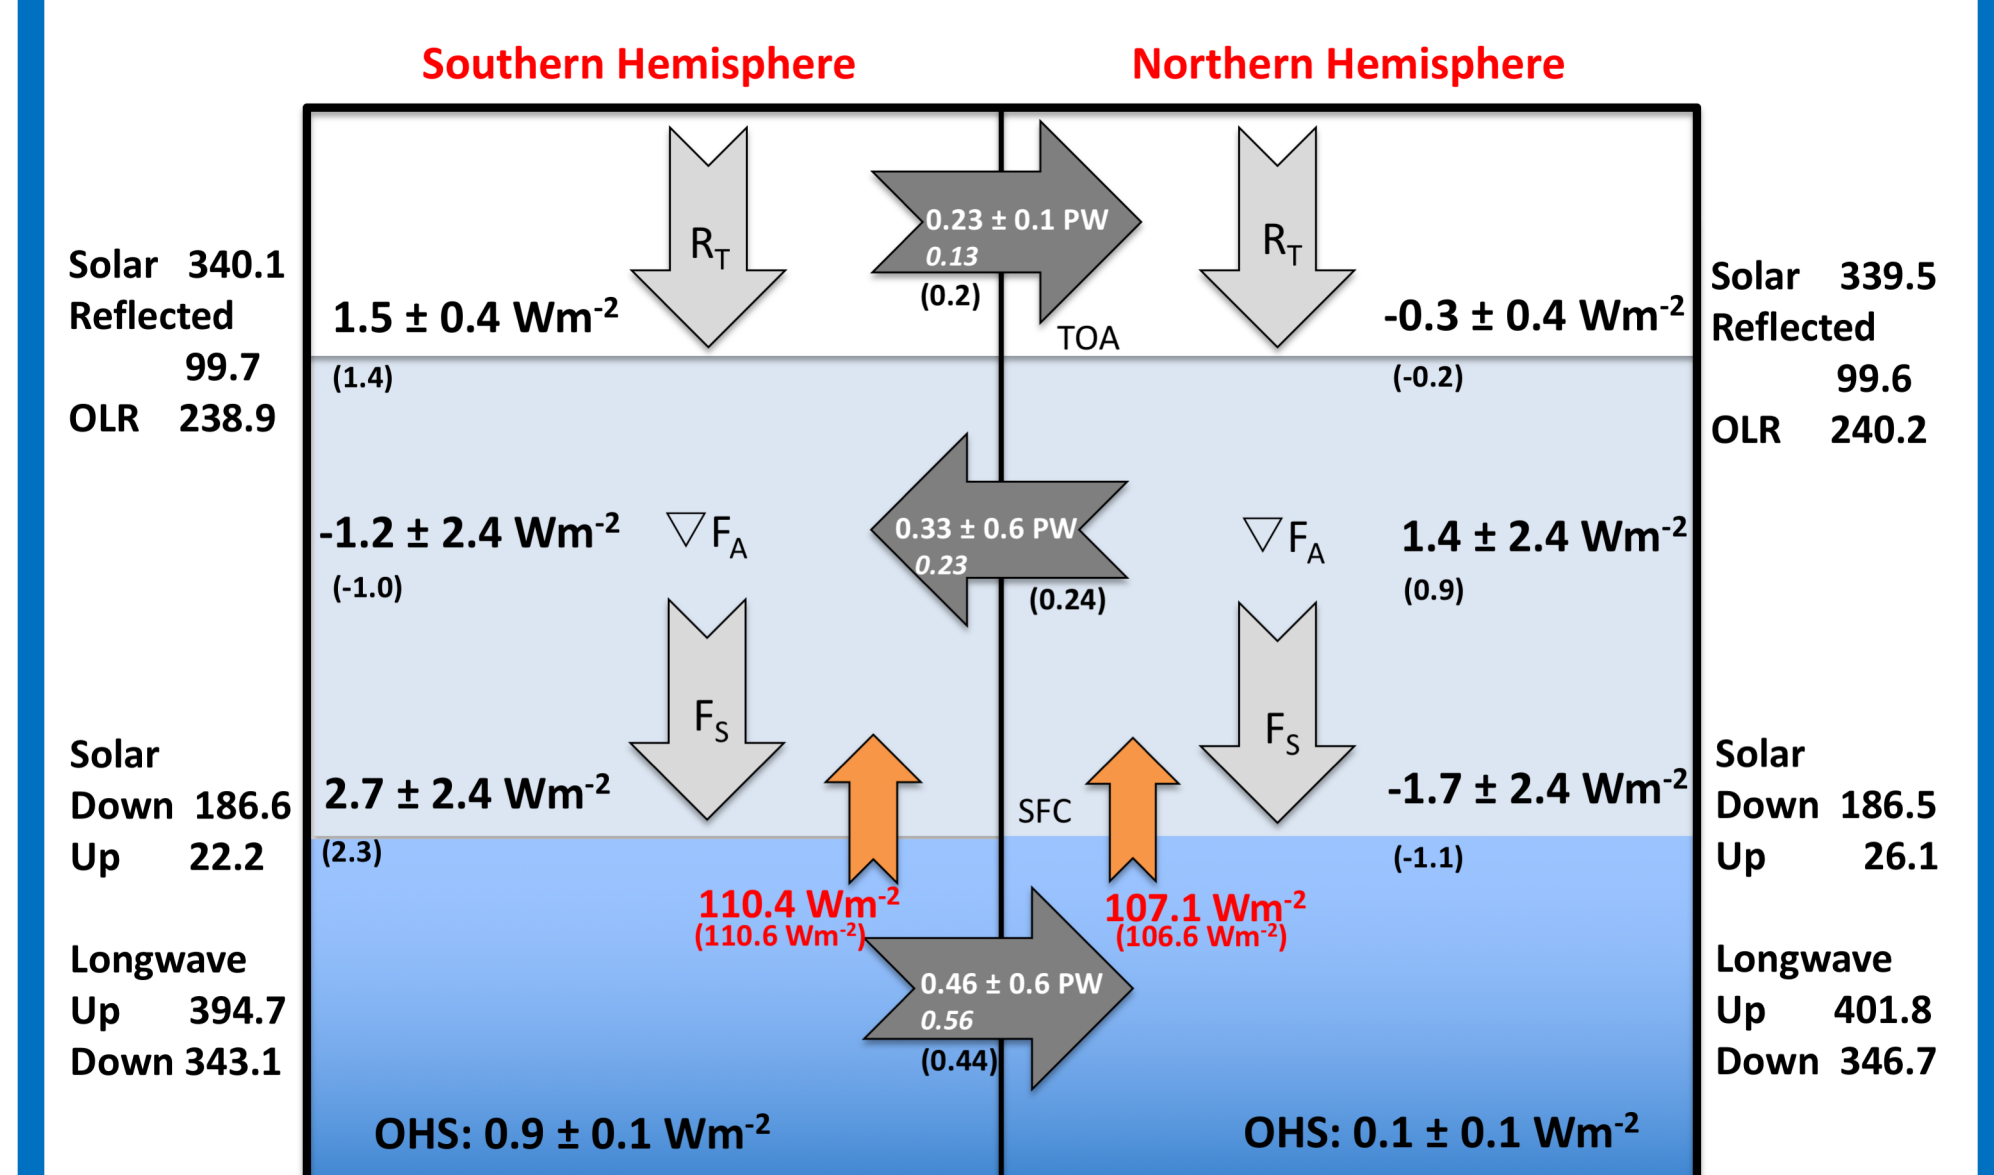 Southern Hemisphere
Northern Hemisphere
Solar 340.1
Reflected
99.7
OLR 238.9
R_T
1.5 ± 0.4 Wm⁻²
(1.4)
0.23 ± 0.1 PW
0.13
(0.2)
TOA
R_T
-0.3 ± 0.4 Wm⁻²
(-0.2)
Solar 339.5
Reflected
99.6
OLR 240.2
-1.2 ± 2.4 Wm⁻²
(-1.0)
▽F_A
0.33 ± 0.6 PW
0.23
(0.24)
▽F_A
1.4 ± 2.4 Wm⁻²
(0.9)
Solar
Down 186.6
Up 22.2
Longwave
Up 394.7
Down 343.1
F_S
2.7 ± 2.4 Wm⁻²
(2.3)
SFC
F_S
-1.7 ± 2.4 Wm⁻²
(-1.1)
Solar
Down 186.5
Up 26.1
Longwave
Up 401.8
Down 346.7
110.4 Wm⁻²
(110.6 Wm⁻²)
107.1 Wm⁻²
(106.6 Wm⁻²)
0.46 ± 0.6 PW
0.56
(0.44)
OHS: 0.9 ± 0.1 Wm⁻²
OHS: 0.1 ± 0.1 Wm⁻²